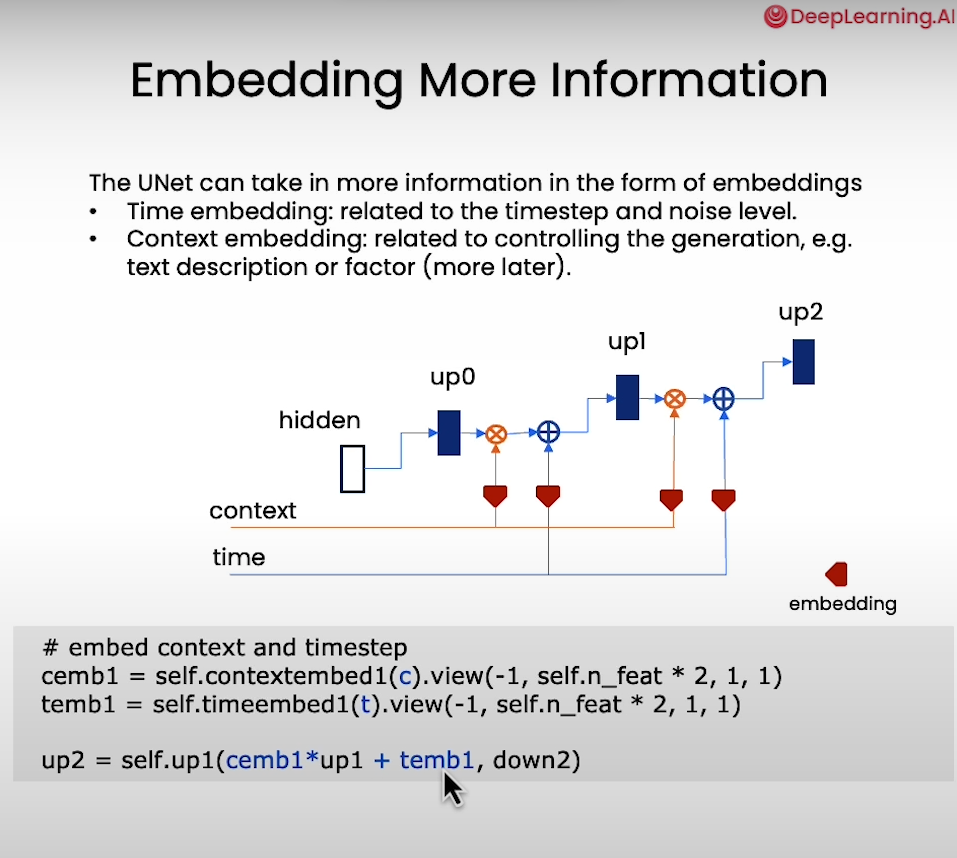 DeepLearning.AI
Embedding More Information
The UNet can take in more information in the form of embeddings
• Time embedding: related to the timestep and noise level.
• Context embedding: related to controlling the generation, e.g.
text description or factor (more later).
up2
up1
up0
hidden
context
time
embedding
# embed context and timestep
cemb1 = self.contextembed1(c).view(-1, self.n_feat * 2, 1, 1)
temb1 = self.timeembed1(t).view(-1, self.n_feat * 2, 1, 1)
up2 = self.up1(cemb1*up1 + temb1, down2)